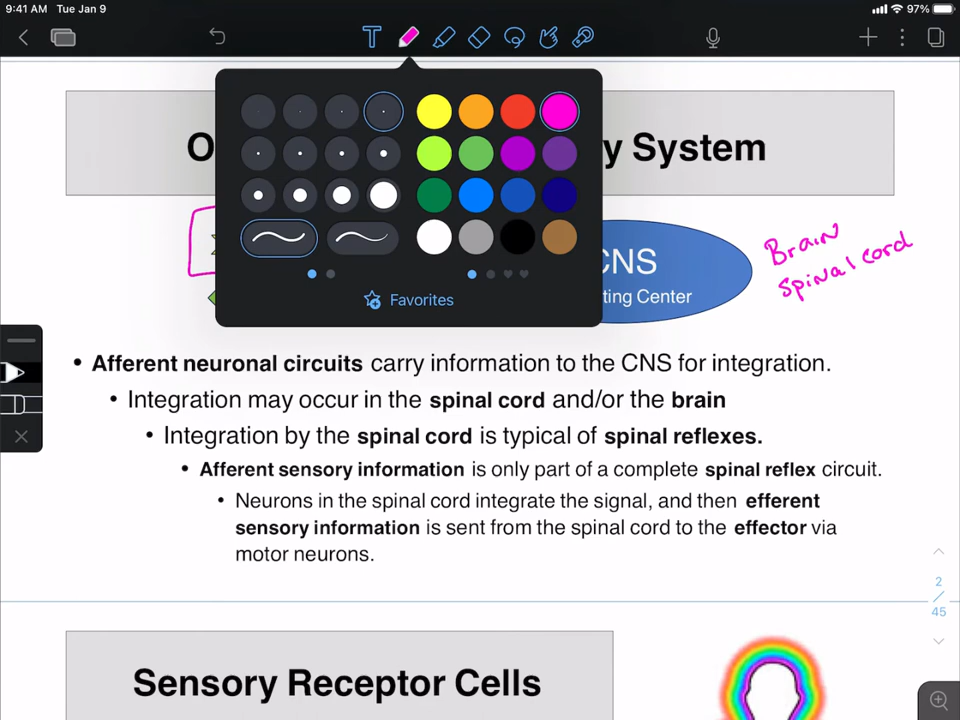 9:41 AM Tue Jan 9
97%
y System
CNS
ting Center
Brain
Spinal cord
Favorites
• Afferent neuronal circuits carry information to the CNS for integration.
• Integration may occur in the spinal cord and/or the brain
• Integration by the spinal cord is typical of spinal reflexes.
• Afferent sensory information is only part of a complete spinal reflex circuit.
• Neurons in the spinal cord integrate the signal, and then efferent
sensory information is sent from the spinal cord to the effector via
motor neurons.
2
/
45
Sensory Receptor Cells